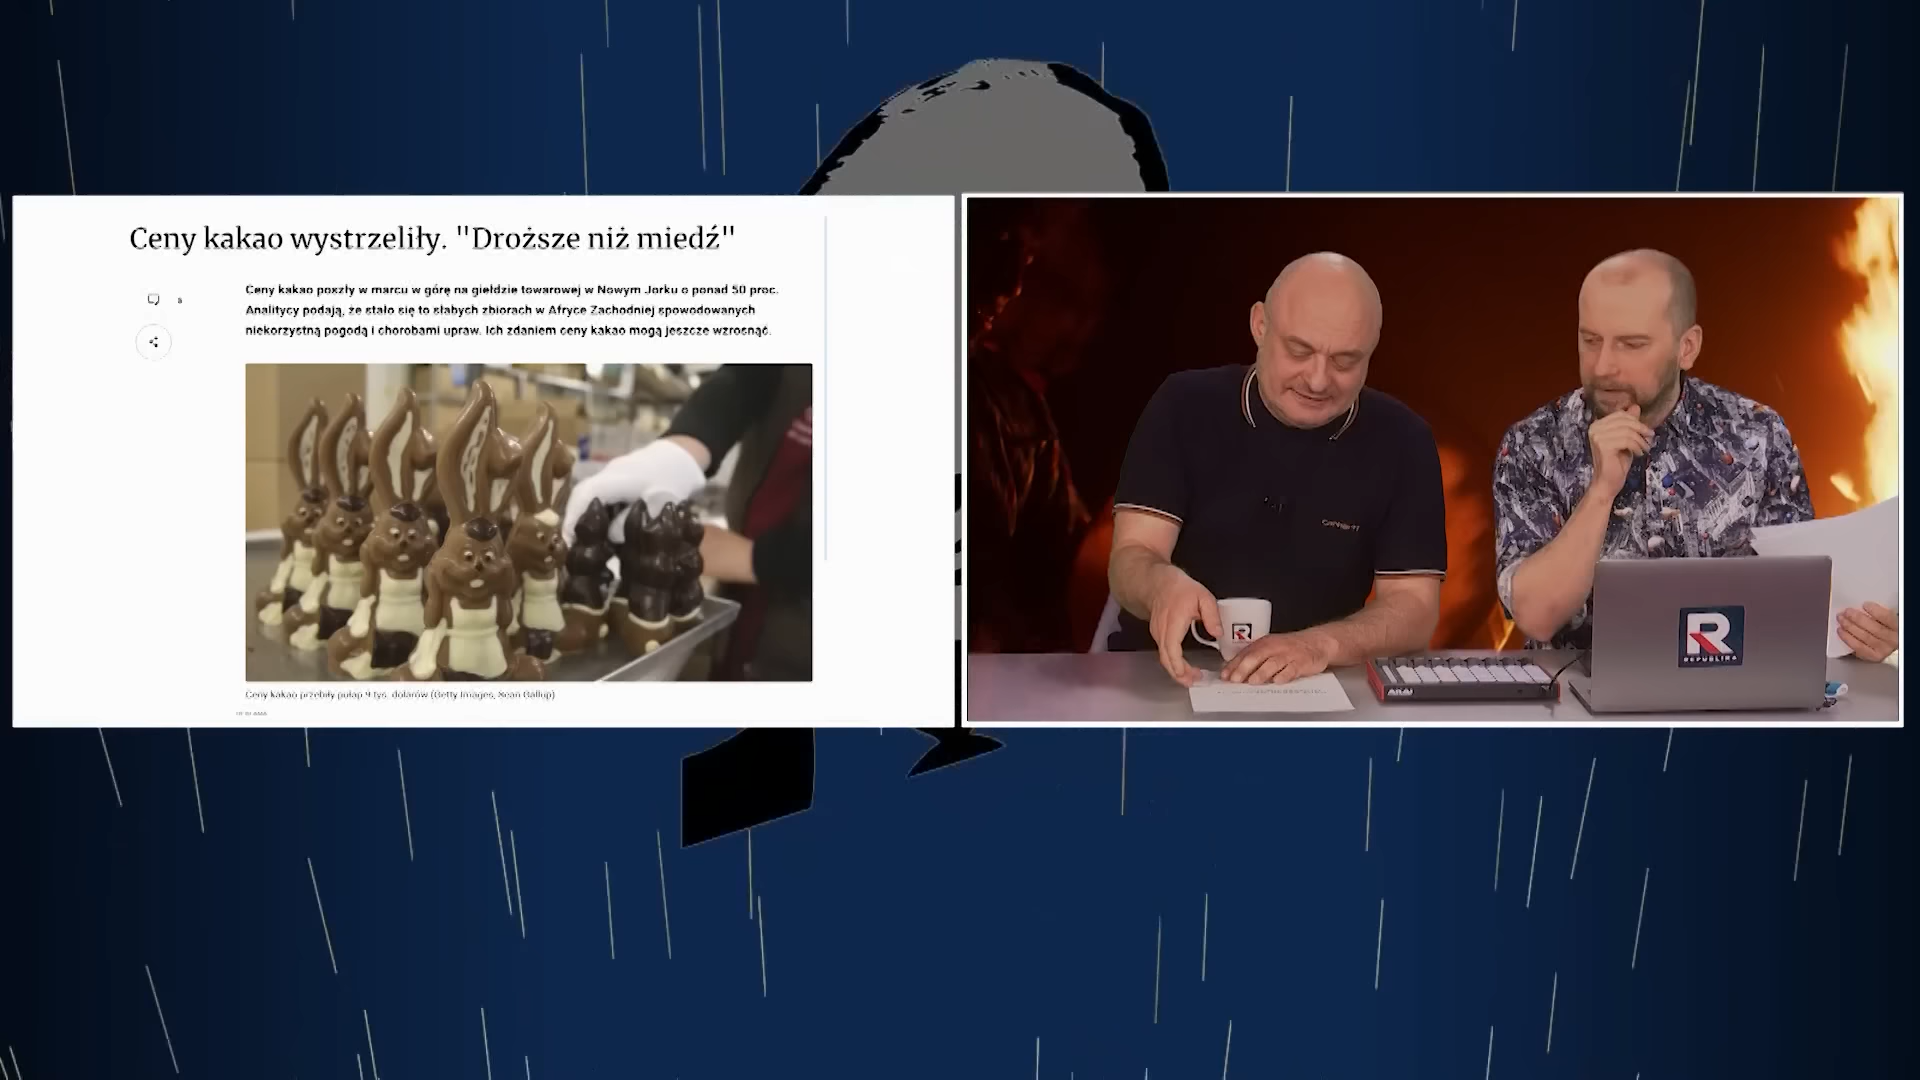 Ceny kakao wystrzeliły. "Droższe niż miedź"
Ceny kakao poszły w marcu w górę na giełdzie towarowej w Nowym Jorku o ponad 50 proc.
Analitycy podają, że stało się to słabych zbiorach w Afryce Zachodniej spowodowanych
niekorzystną pogodą i chorobami upraw. Ich zdaniem ceny kakao mogą jeszcze wzrosnąć.
Ceny kakao przebiły pułap 9 tys. dolarów (Getty Images, Sean Gallup)
REKLAMA
AKAI
R
REPUBLIKA
R